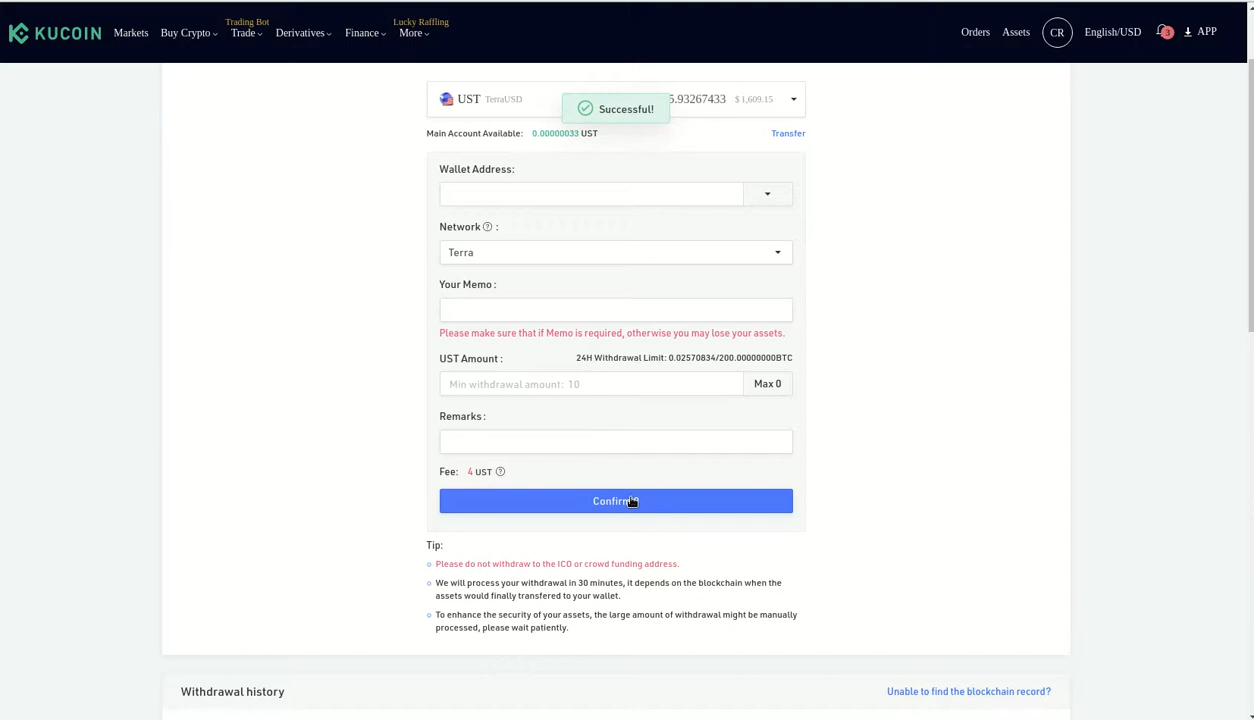 Trading Bot
Lucky Raffling
KUCOIN Markets Buy Crypto Trade Derivatives Finance More Orders Assets CR English/USD 3 APP
UST TerraUSD 5.93267433 $ 1,609.15
Successful!
Main Account Available: 0.00000033 UST Transfer
Wallet Address:
Network ? :
Terra
Your Memo :
Please make sure that if Memo is required, otherwise you may lose your assets.
UST Amount : 24H Withdrawal Limit: 0.02570834/200.00000000BTC
Min withdrawal amount: 10 Max 0
Remarks :
Fee: 4 UST ?
Confirm
Tip:
Please do not withdraw to the ICO or crowd funding address.
We will process your withdrawal in 30 minutes, it depends on the blockchain when the
assets would finally transferred to your wallet.
To enhance the security of your assets, the large amount of withdrawal might be manually
processed, please wait patiently.
Withdrawal history Unable to find the blockchain record?